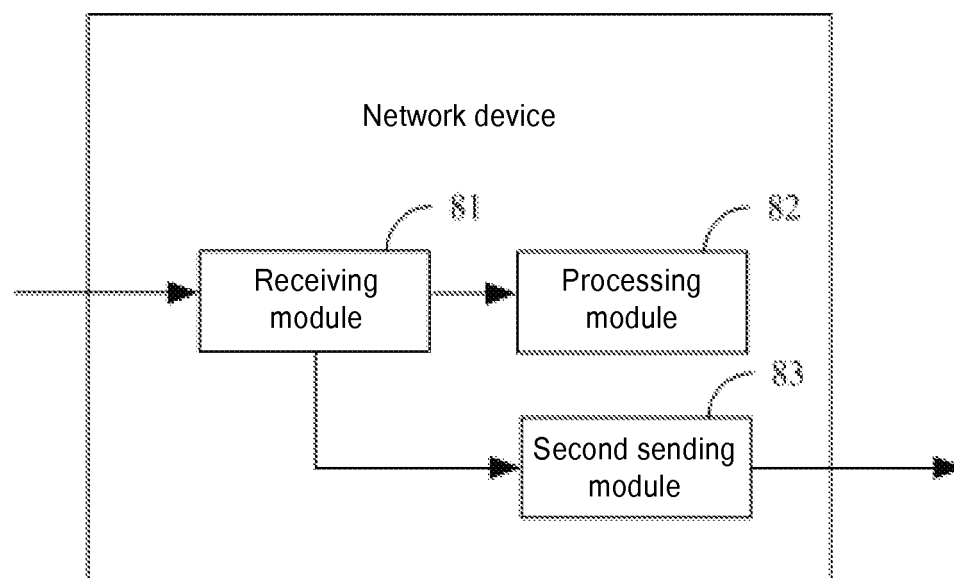 Network device
81
82
Receiving
module
Processing
module
83
Second sending
module